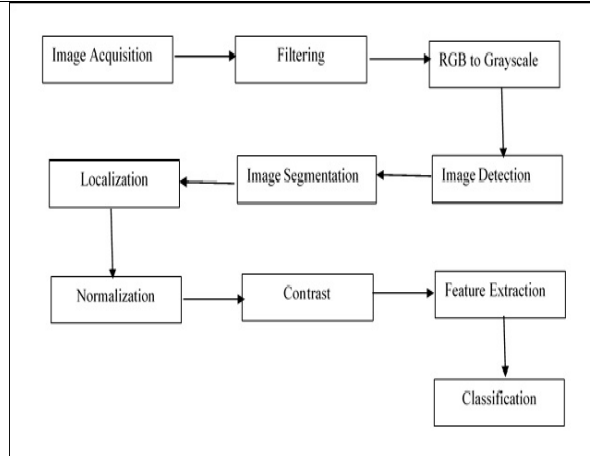 Image Acquisition
Filtering
RGB to Grayscale
Image Detection
Image Segmentation
Localization
Normalization
Contrast
Feature Extraction
Classification